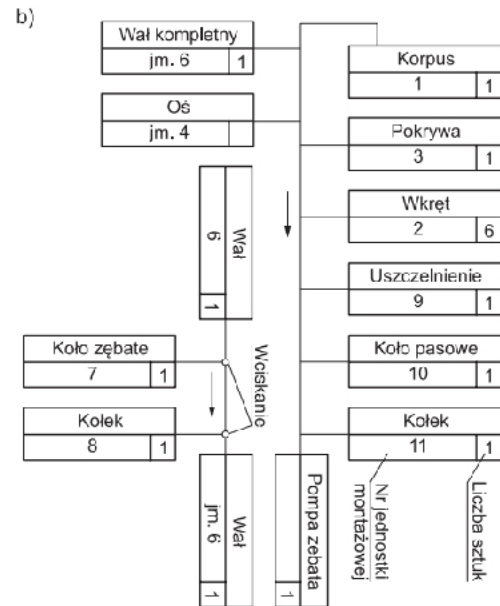 b)
Wał kompletny
jm. 6 1
Oś
jm. 4
Korpus
1 1
Pokrywa
3 1
Wkręt
2 6
Uszczelnienie
9 1
Koło pasowe
10 1
Kołek
11 1
Wał
6 1
Koło zębate
7 1
Kołek
8 1
Wciskanie
Wał
jm. 6 1
Pompa zębata
1
Nr jednostki
montażowej
Liczba sztuk